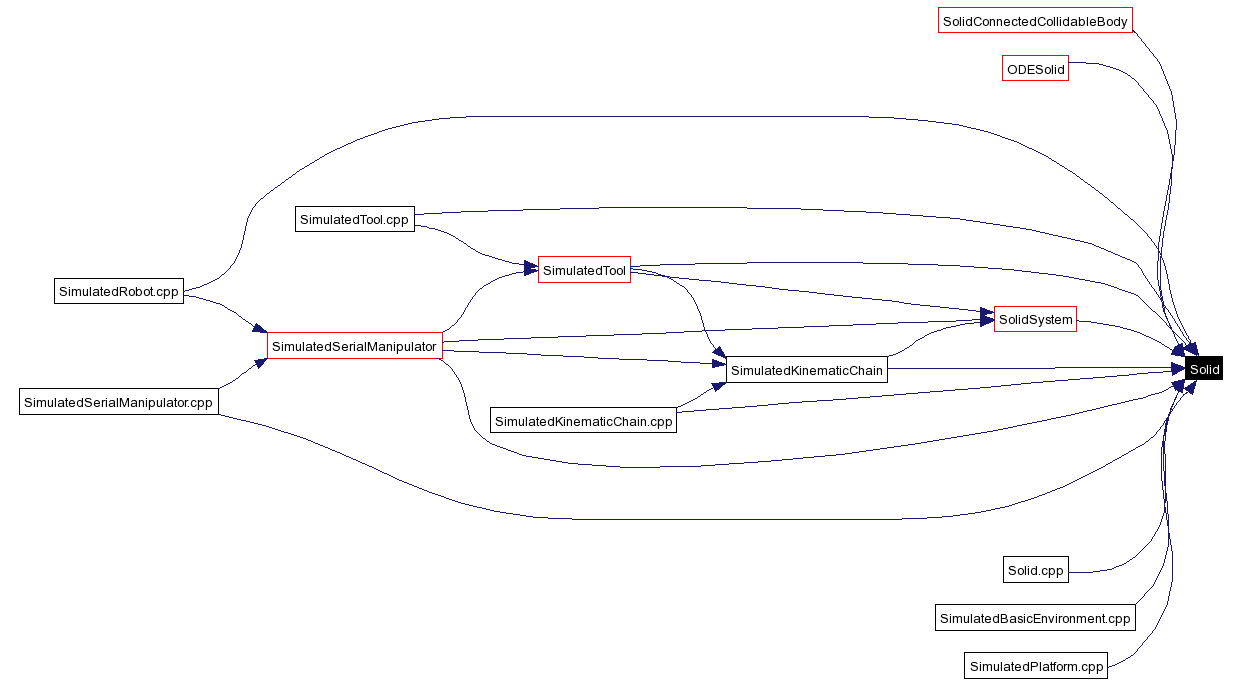 SolidConnectedCollidableBody
ODESolid
SimulatedTool.cpp
SimulatedTool
SimulatedRobot.cpp
SolidSystem
SimulatedSerialManipulator
SimulatedKinematicChain
Solid
SimulatedSerialManipulator.cpp
SimulatedKinematicChain.cpp
Solid.cpp
SimulatedBasicEnvironment.cpp
SimulatedPlatform.cpp